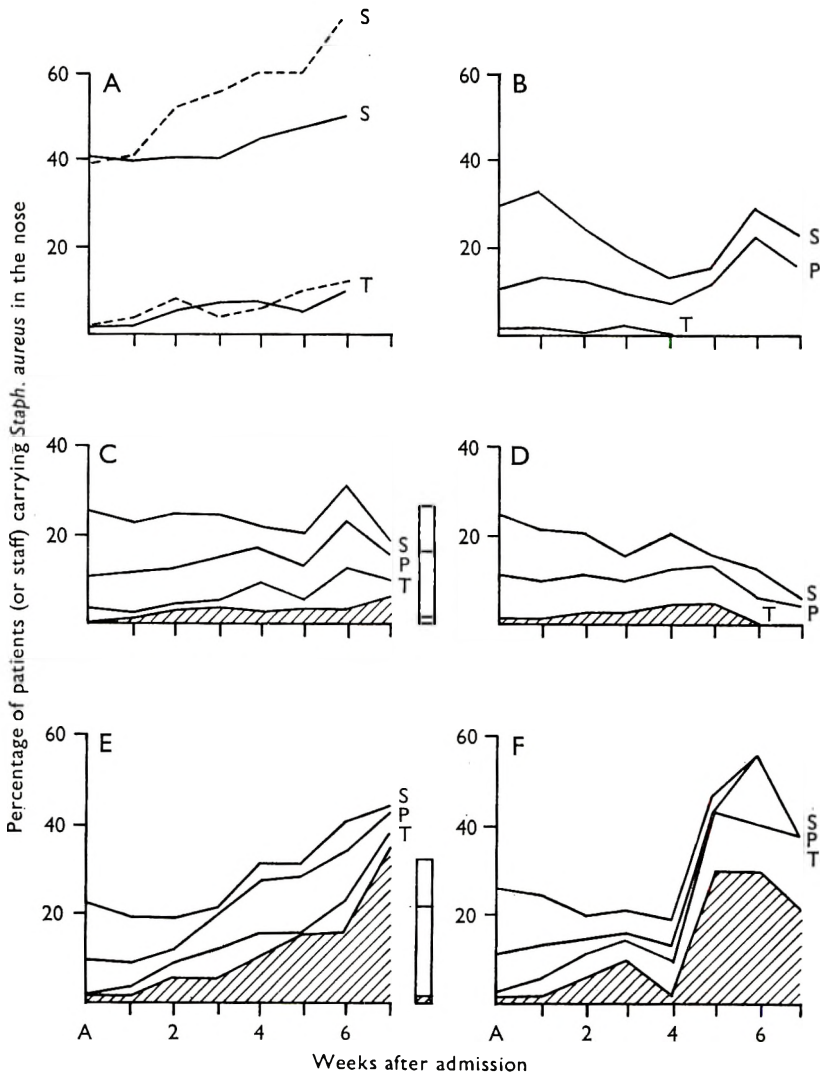 Percentage of patients (or staff) carrying Staph. aureus in the nose
A
60
40
20
S
S
T
B
60
40
20
S
P
T
C
40
20
S
P
T
D
40
20
S
P
T
E
60
40
20
S
P
T
A 2 4 6
F
60
40
20
S
P
T
A 2 4 6
Weeks after admission